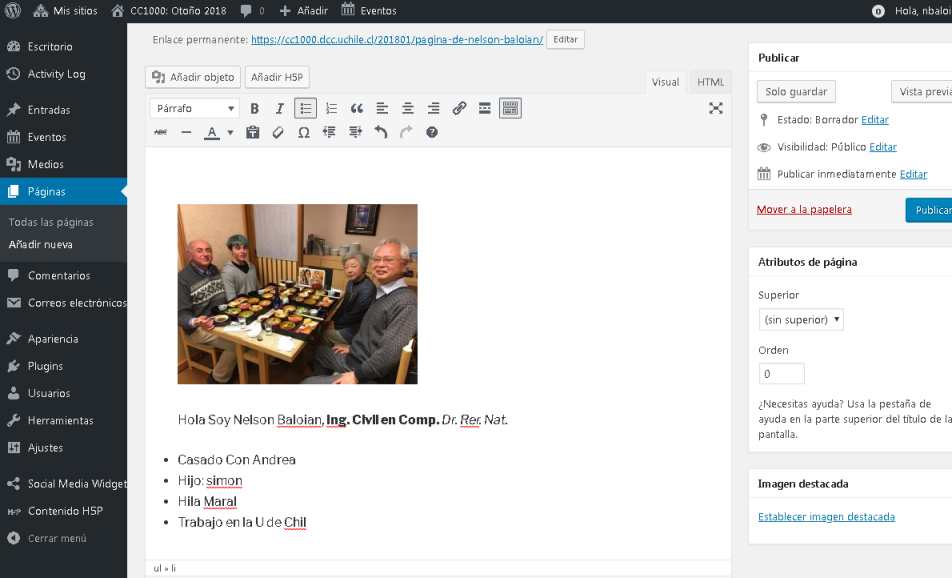 Mis sitios
CC1000: Otoño 2018
0
Añadir
Eventos
0
Hola, nbaloi
Escritorio
Activity Log
Entradas
Eventos
Medios
Páginas
Todas las páginas
Añadir nueva
Comentarios
Correos electrónicos
Apariencia
Plugins
Usuarios
Herramientas
Ajustes
Social Media Widget
H-P Contenido H5P
Cerrar menú
Enlace permanente: https://cc1000.dcc.uchile.cl/201801/pagina-de-nelson-baloian/ Editar
Añadir objeto
Añadir H5P
Visual
HTML
Párrafo
B I
ABC
A
Hola Soy Nelson Baloian, Ing. Civil en Comp. Dr. Rer. Nat.
Casado Con Andrea
Hijo: simon
Hila Maral
Trabajo en la U de Chil
ul » li
Publicar
Solo guardar
Vista previa
Estado: Borrador Editar
Visibilidad: Público Editar
Publicar inmediatamente Editar
Mover a la papelera
Publicar
Atributos de página
Superior
(sin superior)
Orden
0
¿Necesitas ayuda? Usa la pestaña de
ayuda en la parte superior del título de la
pantalla.
Imagen destacada
Establecer imagen destacada